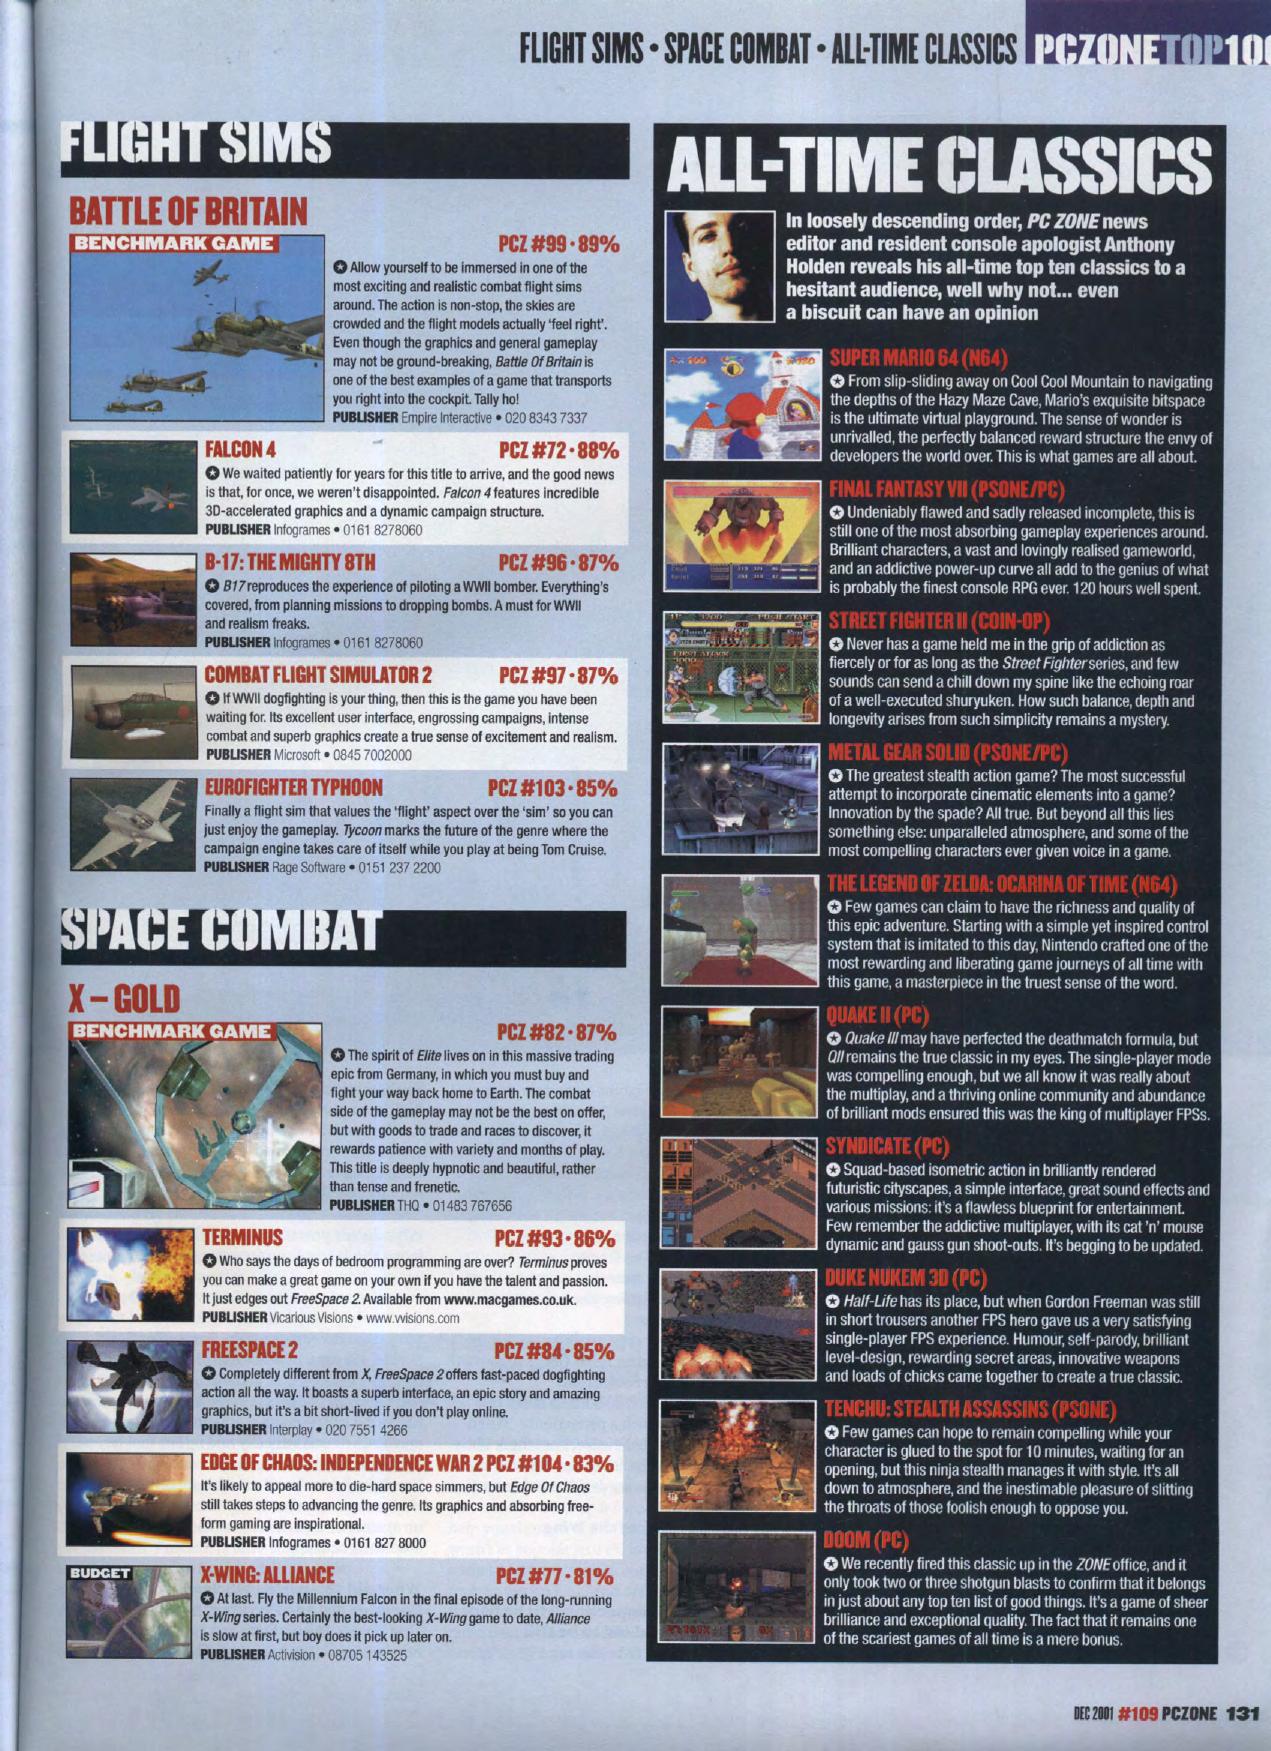 FLIGHT SIMS • SPACE COMBAT • ALL-TIME CLASSICS PCZONETOP100
FLIGHT SIMS
BATTLE OF BRITAIN
BENCHMARK GAME
PCZ #99 • 89%
Allow yourself to be immersed in one of the
most exciting and realistic combat flight sims
around. The action is non-stop, the skies are
crowded and the flight models actually 'feel right'.
Even though the graphics and general gameplay
may not be ground-breaking, Battle Of Britain is
one of the best examples of a game that transports
you right into the cockpit. Tally ho!
PUBLISHER Empire Interactive • 020 8343 7337
FALCON 4 PCZ #72 • 88%
We waited patiently for years for this title to arrive, and the good news
is that, for once, we weren't disappointed. Falcon 4 features incredible
3D-accelerated graphics and a dynamic campaign structure.
PUBLISHER Infogrames • 0161 8278060
B-17: THE MIGHTY 8TH PCZ #96 • 87%
B17 reproduces the experience of piloting a WWII bomber. Everything's
covered, from planning missions to dropping bombs. A must for WWII
and realism freaks.
PUBLISHER Infogrames • 0161 8278060
COMBAT FLIGHT SIMULATOR 2 PCZ #97 • 87%
If WWII dogfighting is your thing, then this is the game you have been
waiting for. Its excellent user interface, engrossing campaigns, intense
combat and superb graphics create a true sense of excitement and realism.
PUBLISHER Microsoft • 0845 7002000
EUROFIGHTER TYPHOON PCZ #103 • 85%
Finally a flight sim that values the 'flight' aspect over the 'sim' so you can
just enjoy the gameplay. Tycoon marks the future of the genre where the
campaign engine takes care of itself while you play at being Tom Cruise.
PUBLISHER Rage Software • 0151 237 2200
SPACE COMBAT
X – GOLD
BENCHMARK GAME
PCZ #82 • 87%
The spirit of Elite lives on in this massive trading
epic from Germany, in which you must buy and
fight your way back home to Earth. The combat
side of the gameplay may not be the best on offer,
but with goods to trade and races to discover, it
rewards patience with variety and months of play.
This title is deeply hypnotic and beautiful, rather
than tense and frenetic.
PUBLISHER THQ • 01483 767656
TERMINUS PCZ #93 • 86%
Who says the days of bedroom programming are over? Terminus proves
you can make a great game on your own if you have the talent and passion.
It just edges out FreeSpace 2. Available from www.macgames.co.uk.
PUBLISHER Vicarious Visions • www.vvisions.com
FREESPACE 2 PCZ #84 • 85%
Completely different from X, FreeSpace 2 offers fast-paced dogfighting
action all the way. It boasts a superb interface, an epic story and amazing
graphics, but it's a bit short-lived if you don't play online.
PUBLISHER Interplay • 020 7551 4266
EDGE OF CHAOS: INDEPENDENCE WAR 2 PCZ #104 • 83%
It's likely to appeal more to die-hard space simmers, but Edge Of Chaos
still takes steps to advancing the genre. Its graphics and absorbing free-
form gaming are inspirational.
PUBLISHER Infogrames • 0161 827 8000
BUDGET
X-WING: ALLIANCE PCZ #77 • 81%
At last. Fly the Millennium Falcon in the final episode of the long-running
X-Wing series. Certainly the best-looking X-Wing game to date, Alliance
is slow at first, but boy does it pick up later on.
PUBLISHER Activision • 08705 143525
ALL-TIME CLASSICS
In loosely descending order, PC ZONE news
editor and resident console apologist Anthony
Holden reveals his all-time top ten classics to a
hesitant audience, well why not... even
a biscuit can have an opinion
SUPER MARIO 64 (N64)
From slip-sliding away on Cool Cool Mountain to navigating
the depths of the Hazy Maze Cave, Mario's exquisite bitspace
is the ultimate virtual playground. The sense of wonder is
unrivalled, the perfectly balanced reward structure the envy of
developers the world over. This is what games are all about.
FINAL FANTASY VII (PSONE/PC)
Undeniably flawed and sadly released incomplete, this is
still one of the most absorbing gameplay experiences around.
Brilliant characters, a vast and lovingly realised gameworld,
and an addictive power-up curve all add to the genius of what
is probably the finest console RPG ever. 120 hours well spent.
STREET FIGHTER II (COIN-OP)
Never has a game held me in the grip of addiction as
fiercely or for as long as the Street Fighter series, and few
sounds can send a chill down my spine like the echoing roar
of a well-executed shuryuken. How such balance, depth and
longevity arises from such simplicity remains a mystery.
METAL GEAR SOLID (PSONE/PC)
The greatest stealth action game? The most successful
attempt to incorporate cinematic elements into a game?
Innovation by the spade? All true. But beyond all this lies
something else: unparalleled atmosphere, and some of the
most compelling characters ever given voice in a game.
THE LEGEND OF ZELDA: OCARINA OF TIME (N64)
Few games can claim to have the richness and quality of
this epic adventure. Starting with a simple yet inspired control
system that is imitated to this day, Nintendo crafted one of the
most rewarding and liberating game journeys of all time with
this game, a masterpiece in the truest sense of the word.
QUAKE II (PC)
Quake III may have perfected the deathmatch formula, but
QII remains the true classic in my eyes. The single-player mode
was compelling enough, but we all know it was really about
the multiplay, and a thriving online community and abundance
of brilliant mods ensured this was the king of multiplayer FPSs.
SYNDICATE (PC)
Squad-based isometric action in brilliantly rendered
futuristic cityscapes, a simple interface, great sound effects and
various missions: it's a flawless blueprint for entertainment.
Few remember the addictive multiplayer, with its cat 'n' mouse
dynamic and gauss gun shoot-outs. It's begging to be updated.
DUKE NUKEM 3D (PC)
Half-Life has its place, but when Gordon Freeman was still
in short trousers another FPS hero gave us a very satisfying
single-player FPS experience. Humour, self-parody, brilliant
level-design, rewarding secret areas, innovative weapons
and loads of chicks came together to create a true classic.
TENCHU: STEALTH ASSASSINS (PSONE)
Few games can hope to remain compelling while your
character is glued to the spot for 10 minutes, waiting for an
opening, but this ninja stealth manages it with style. It's all
down to atmosphere, and the inestimable pleasure of slitting
the throats of those foolish enough to oppose you.
DOOM (PC)
We recently fired this classic up in the ZONE office, and it
only took two or three shotgun blasts to confirm that it belongs
in just about any top ten list of good things. It's a game of sheer
brilliance and exceptional quality. The fact that it remains one
of the scariest games of all time is a mere bonus.
DEC 2001 #109 PCZONE 131